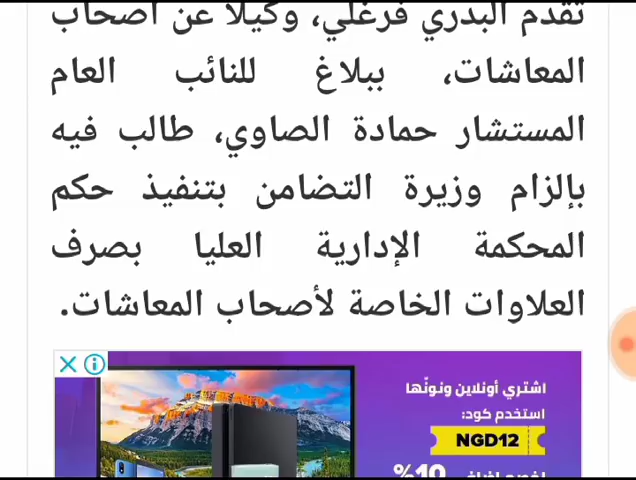 تقدم البدري فرغلي، وكيلا عن أصحاب
المعاشات، ببلاغ للنائب العام
المستشار حمادة الصاوي، طالب فيه
بإلزام وزيرة التضامن بتنفيذ حكم
المحكمة الإدارية العليا بصرف
العلاوات الخاصة لأصحاب المعاشات.
اشتري أونلاين ونونّها
استخدم كود:
NGD12
10%